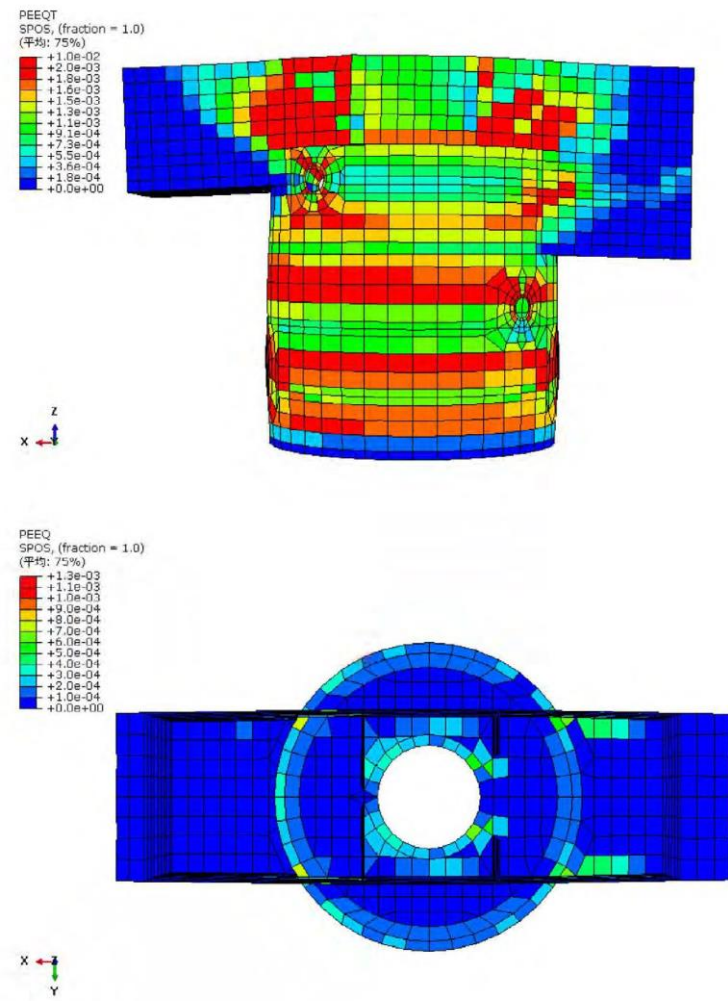 PEEQT
SPOS, (fraction = 1.0)
(平均: 75%)
+1.0e-02
+2.0e-03
+1.8e-03
+1.6e-03
+1.5e-03
+1.3e-03
+1.1e-03
+9.1e-04
+7.3e-04
+5.5e-04
+3.6e-04
+1.8e-04
+0.0e+00
Z
X
Y
PEEQ
SPOS, (fraction = 1.0)
(平均: 75%)
+1.3e-03
+1.1e-03
+1.0e-03
+9.0e-04
+8.0e-04
+7.0e-04
+6.0e-04
+5.0e-04
+4.0e-04
+3.0e-04
+2.0e-04
+1.0e-04
+0.0e+00
X
Z
Y